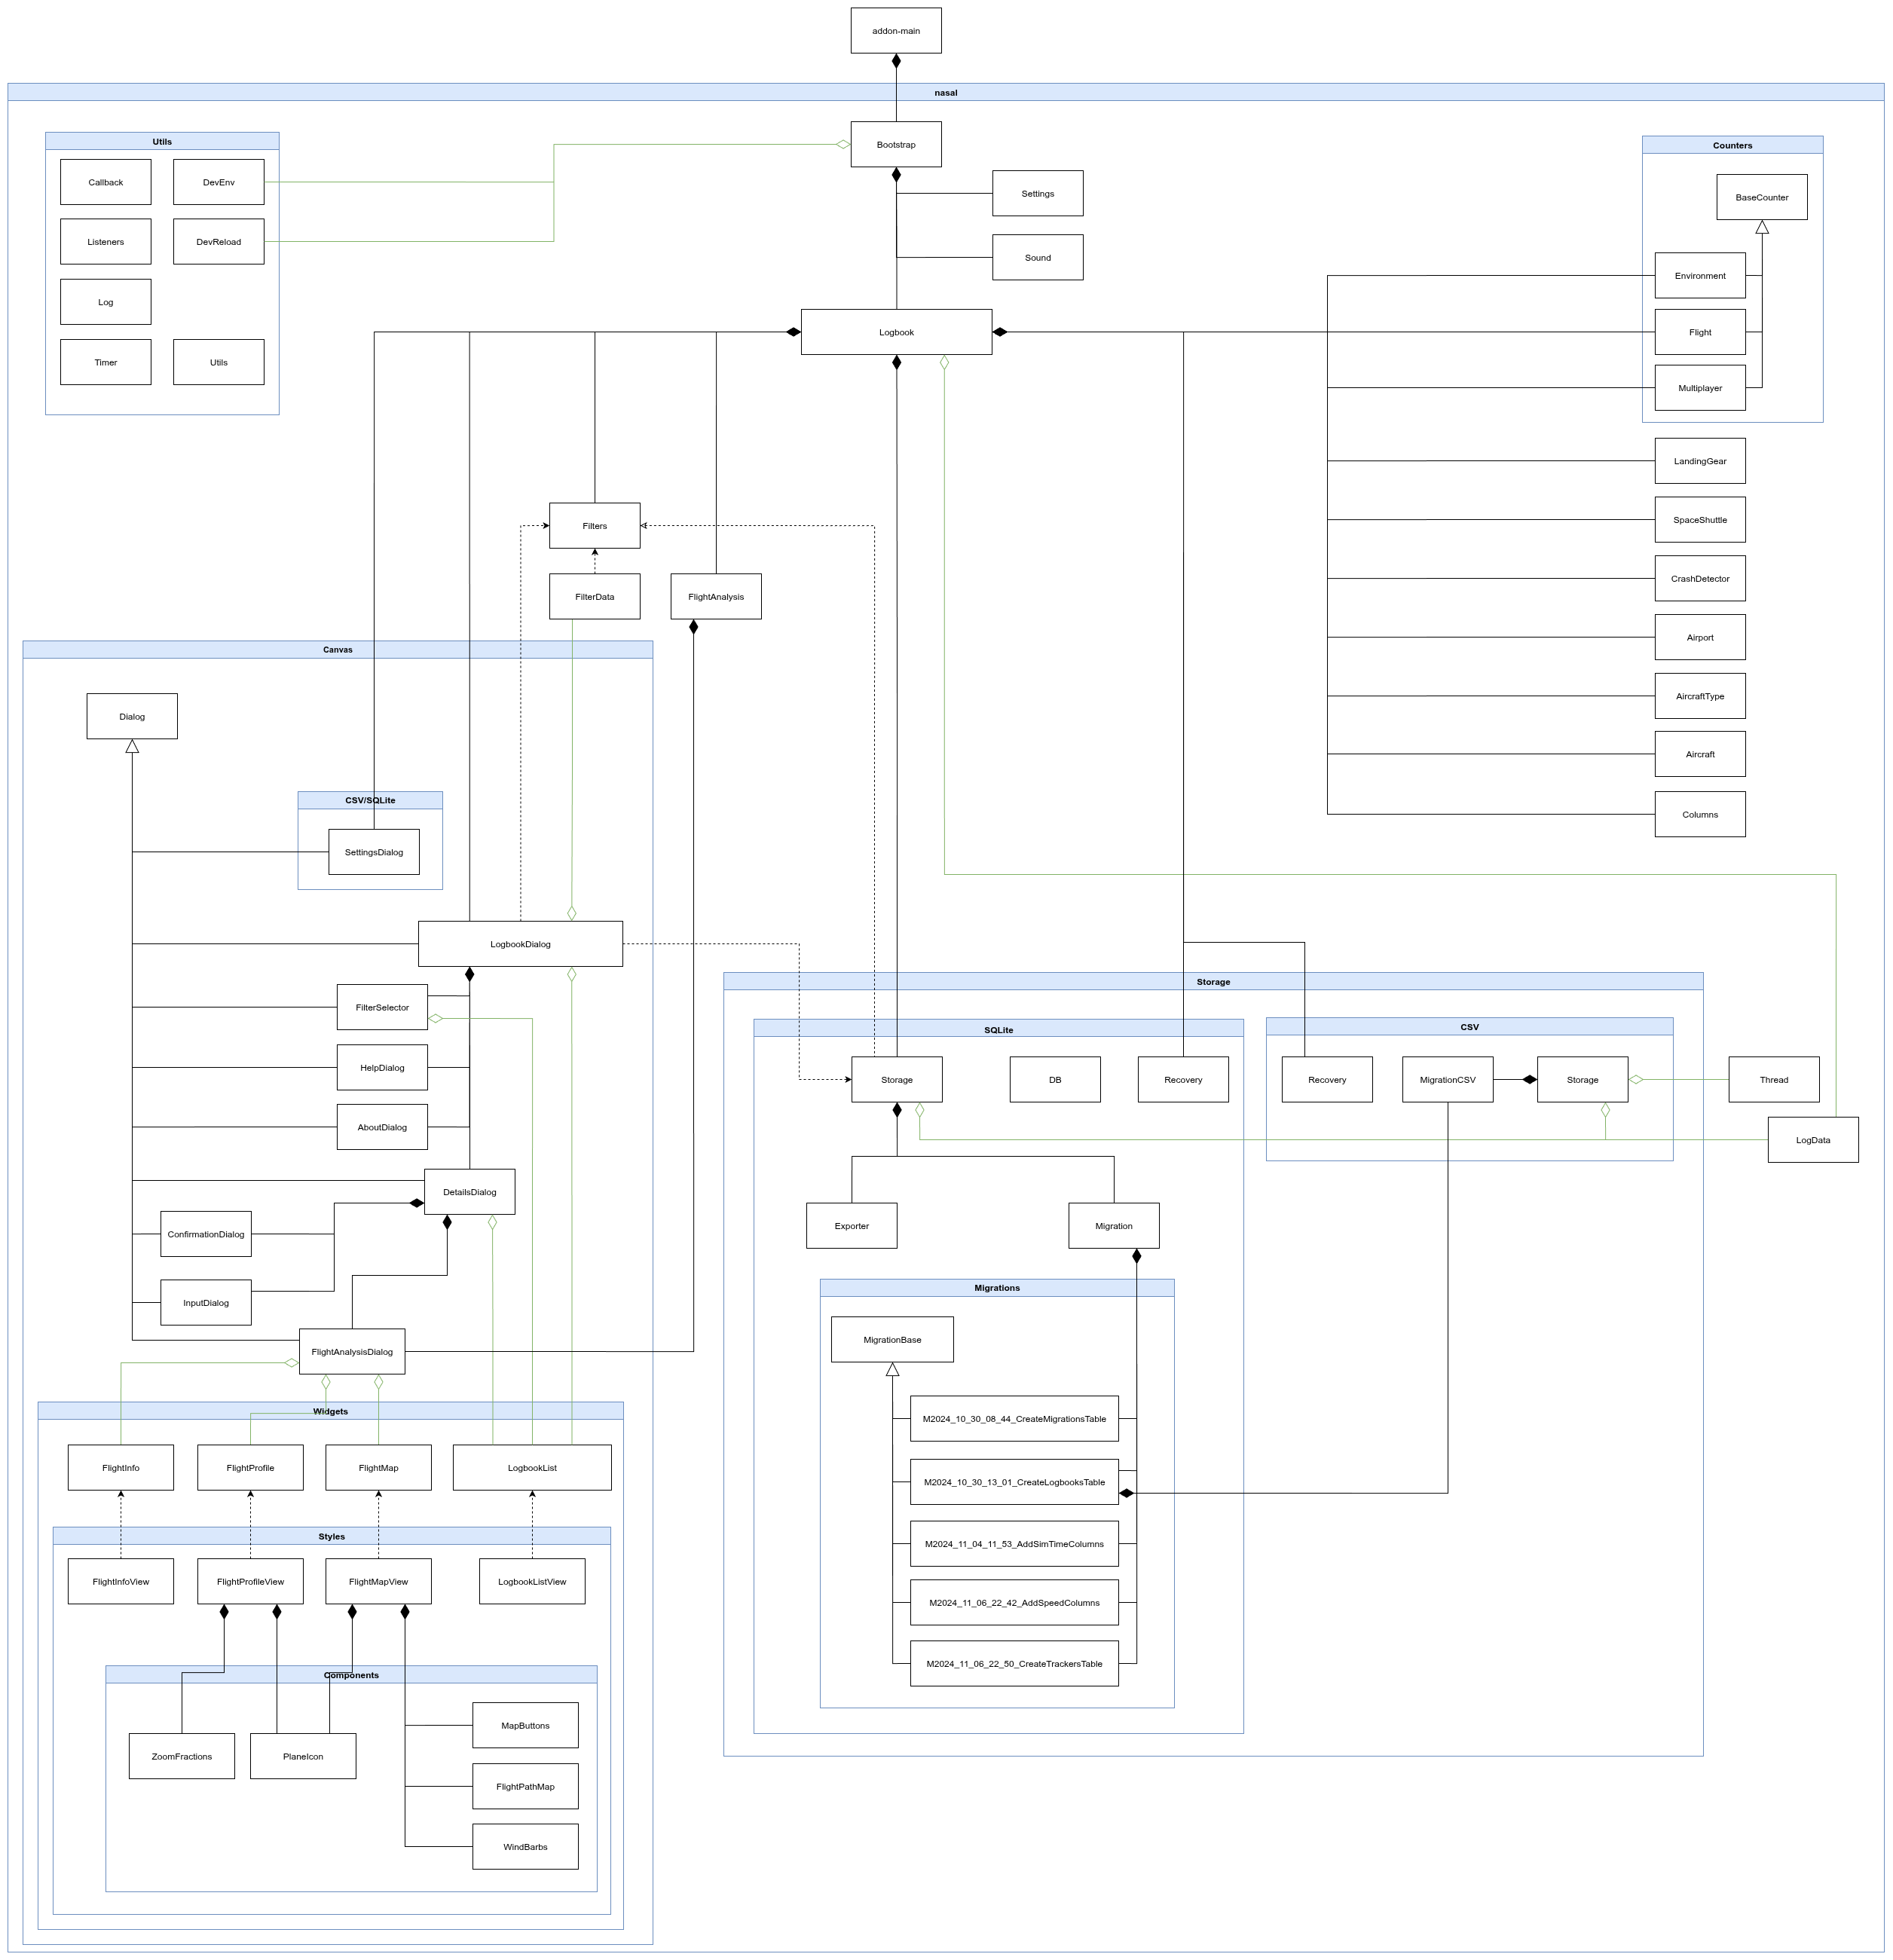 addon-main
nasal
Utils
Callback
DevEnv
Listeners
DevReload
Log
Timer
Utils
Bootstrap
Settings
Sound
Logbook
Counters
BaseCounter
Environment
Flight
Multiplayer
LandingGear
SpaceShuttle
CrashDetector
Airport
AircraftType
Aircraft
Columns
Filters
FilterData
FlightAnalysis
Canvas
Dialog
CSV/SQLite
SettingsDialog
LogbookDialog
FilterSelector
HelpDialog
AboutDialog
DetailsDialog
ConfirmationDialog
InputDialog
FlightAnalysisDialog
Widgets
FlightInfo
FlightProfile
FlightMap
LogbookList
Styles
FlightInfoView
FlightProfileView
FlightMapView
LogbookListView
Components
ZoomFractions
PlaneIcon
MapButtons
FlightPathMap
WindBarbs
Storage
SQLite
Storage
DB
Recovery
Exporter
Migration
Migrations
MigrationBase
M2024_10_30_08_44_CreateMigrationsTable
M2024_10_30_13_01_CreateLogbooksTable
M2024_11_04_11_53_AddSimTimeColumns
M2024_11_06_22_42_AddSpeedColumns
M2024_11_06_22_50_CreateTrackersTable
CSV
Recovery
MigrationCSV
Storage
Thread
LogData